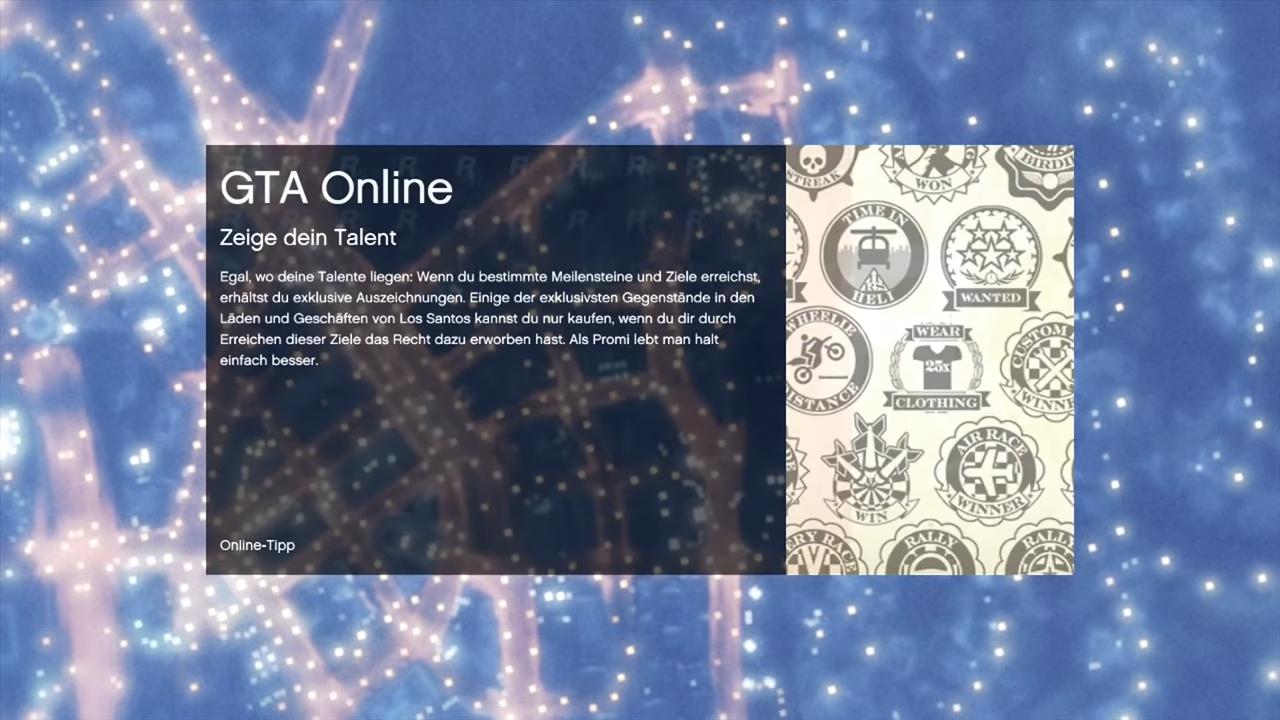 GTA Online
Zeige dein Talent
Egal, wo deine Talente liegen: Wenn du bestimmte Meilensteine und Ziele erreichst,
erhältst du exklusive Auszeichnungen. Einige der exklusivsten Gegenstände in den
Läden und Geschäften von Los Santos kannst du nur kaufen, wenn du dir durch
Erreichen dieser Ziele das Recht dazu erworben hast. Als Promi lebt man halt
einfach besser.
Online-Tipp
STREAK
WON
BIRDIE
TIME IN
HELI
WANTED
WHEELIE
DISTANCE
WEAR
25x
CLOTHING
CUSTOM
WINNER
WIN
AIR RACE
WINNER
ERY RACE
RALLY
RALLY